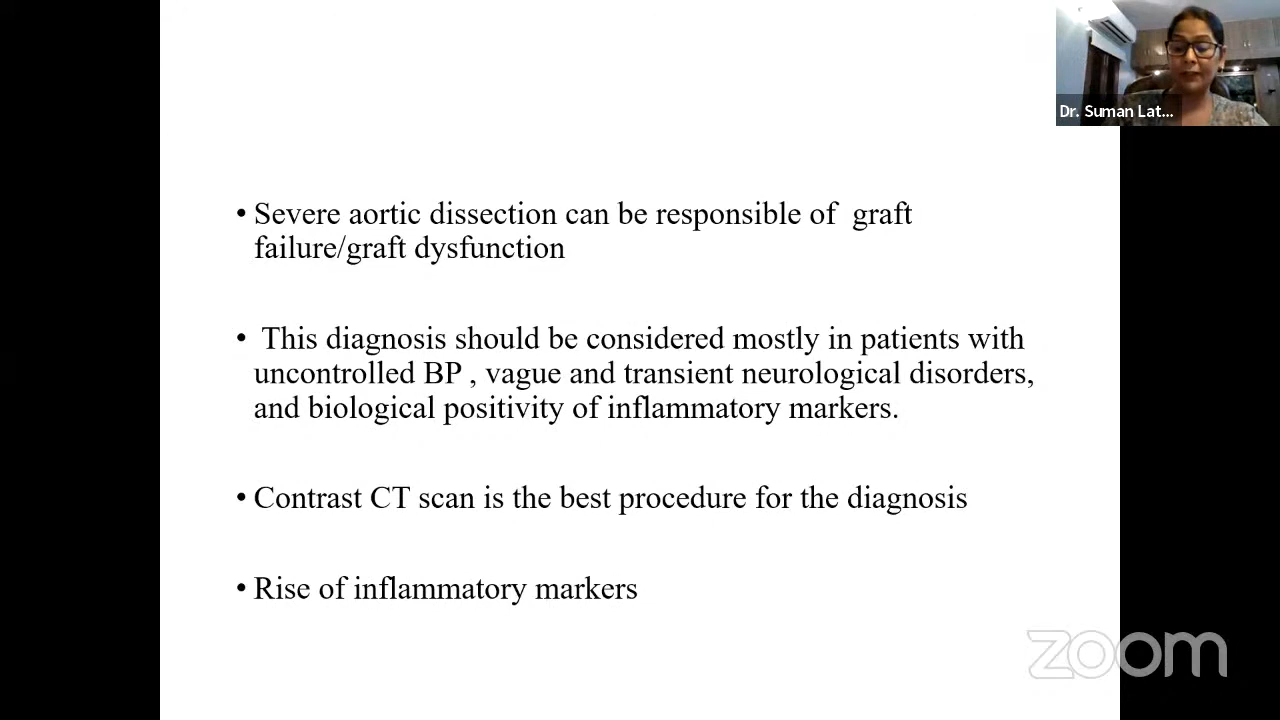 Dr. Suman Lat...
• Severe aortic dissection can be responsible of graft
failure/graft dysfunction
• This diagnosis should be considered mostly in patients with
uncontrolled BP , vague and transient neurological disorders,
and biological positivity of inflammatory markers.
• Contrast CT scan is the best procedure for the diagnosis
• Rise of inflammatory markers
zoom